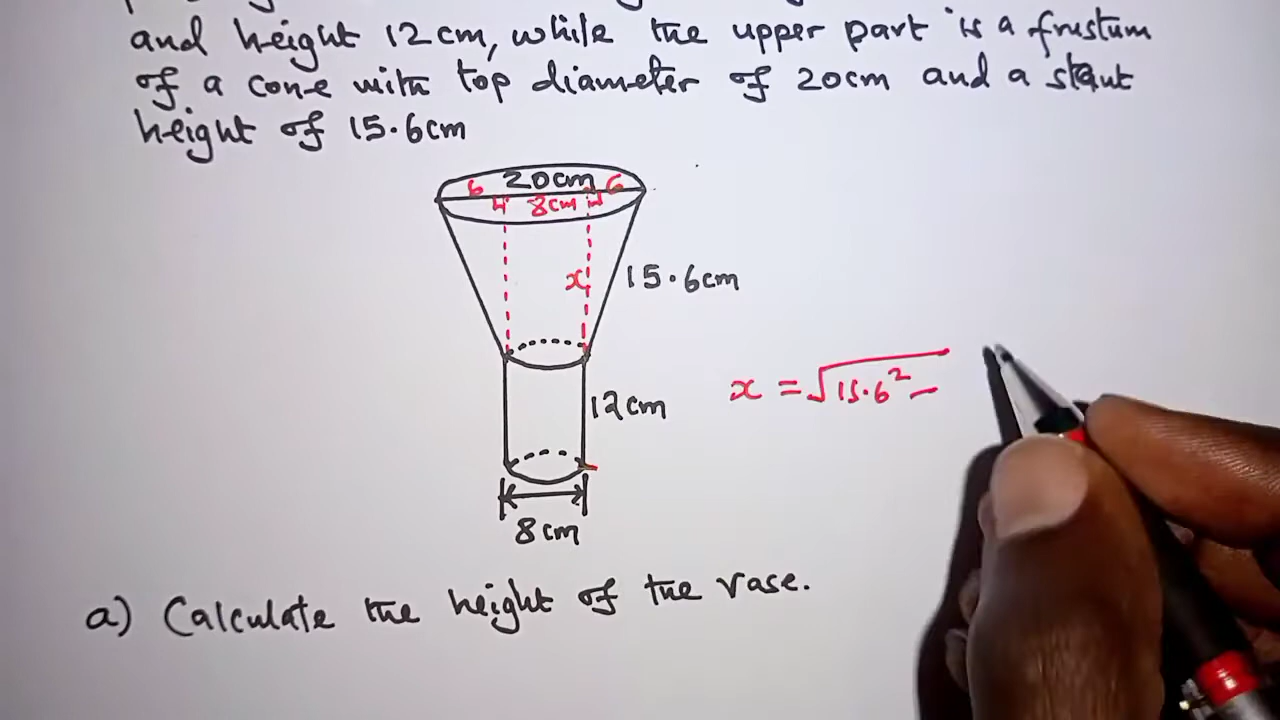 and height 12cm, while the upper part is a frustum
of a cone with top diameter of 20cm and a slant
height of 15.6cm
6 20cm 6
8cm
x
15.6cm
x = √15.6² –
12cm
8cm
a) Calculate the height of the vase.